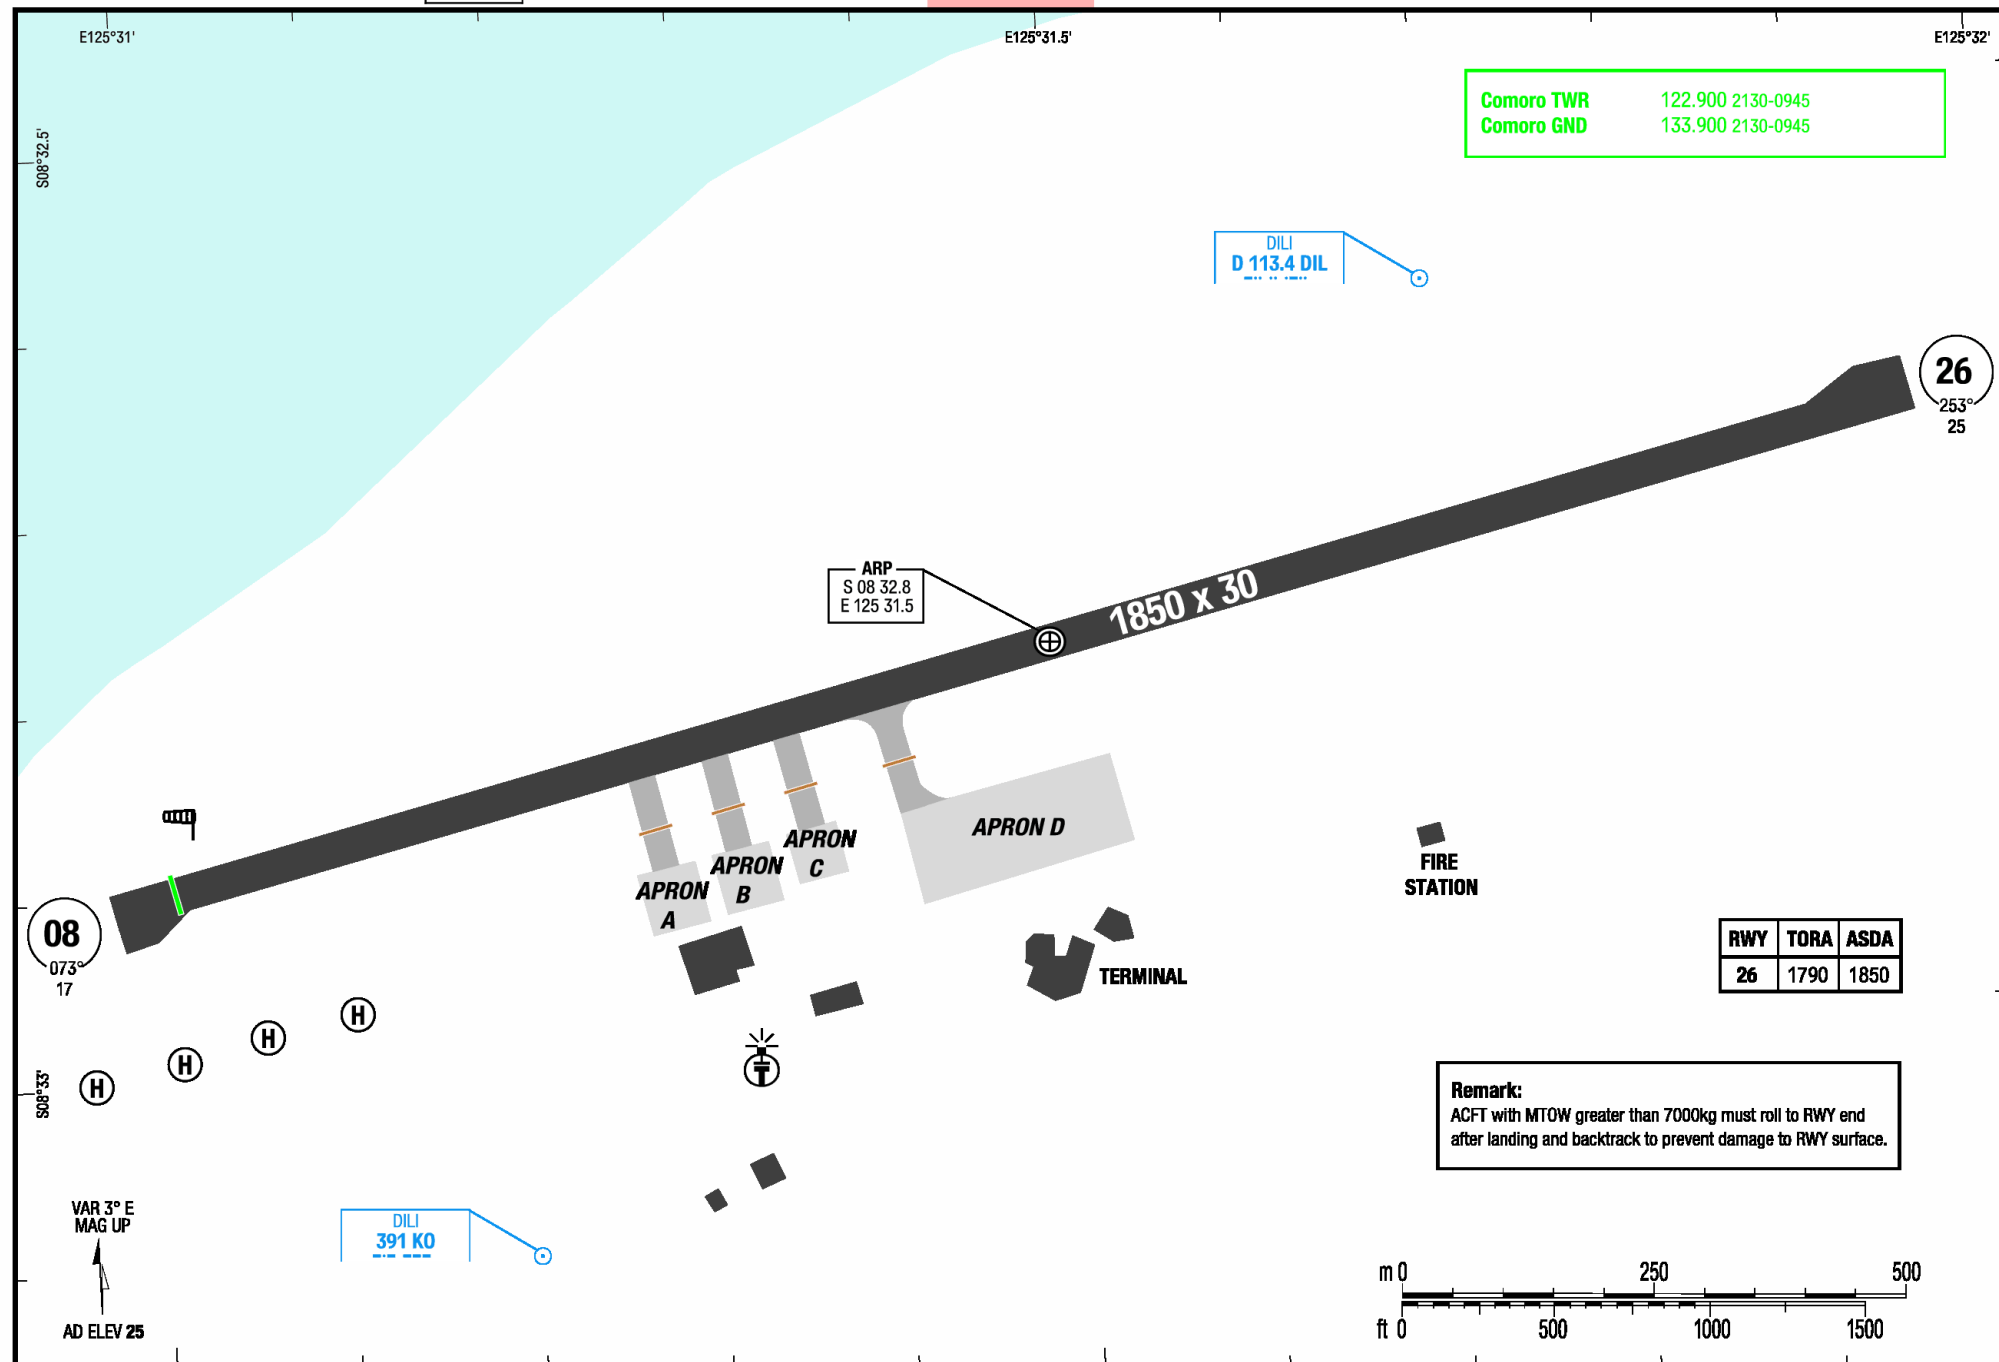 E125°31'
E125°31.5'
E125°32'
S08°32.5'
Comoro TWR 122.900 2130-0945
Comoro GND 133.900 2130-0945
DILI
D 113.4 DIL
26
253°
25
ARP
S 08 32.8
E 125 31.5
1850 x 30
APRON D
APRON
C
APRON
B
APRON
A
FIRE
STATION
08
073°
17
TERMINAL
RWY TORA ASDA
26 1790 1850
H
H
H
H
T
S08°33'
Remark:
ACFT with MTOW greater than 7000kg must roll to RWY end
after landing and backtrack to prevent damage to RWY surface.
VAR 3° E
MAG UP
DILI
391 KO
AD ELEV 25
m 0 250 500
ft 0 500 1000 1500